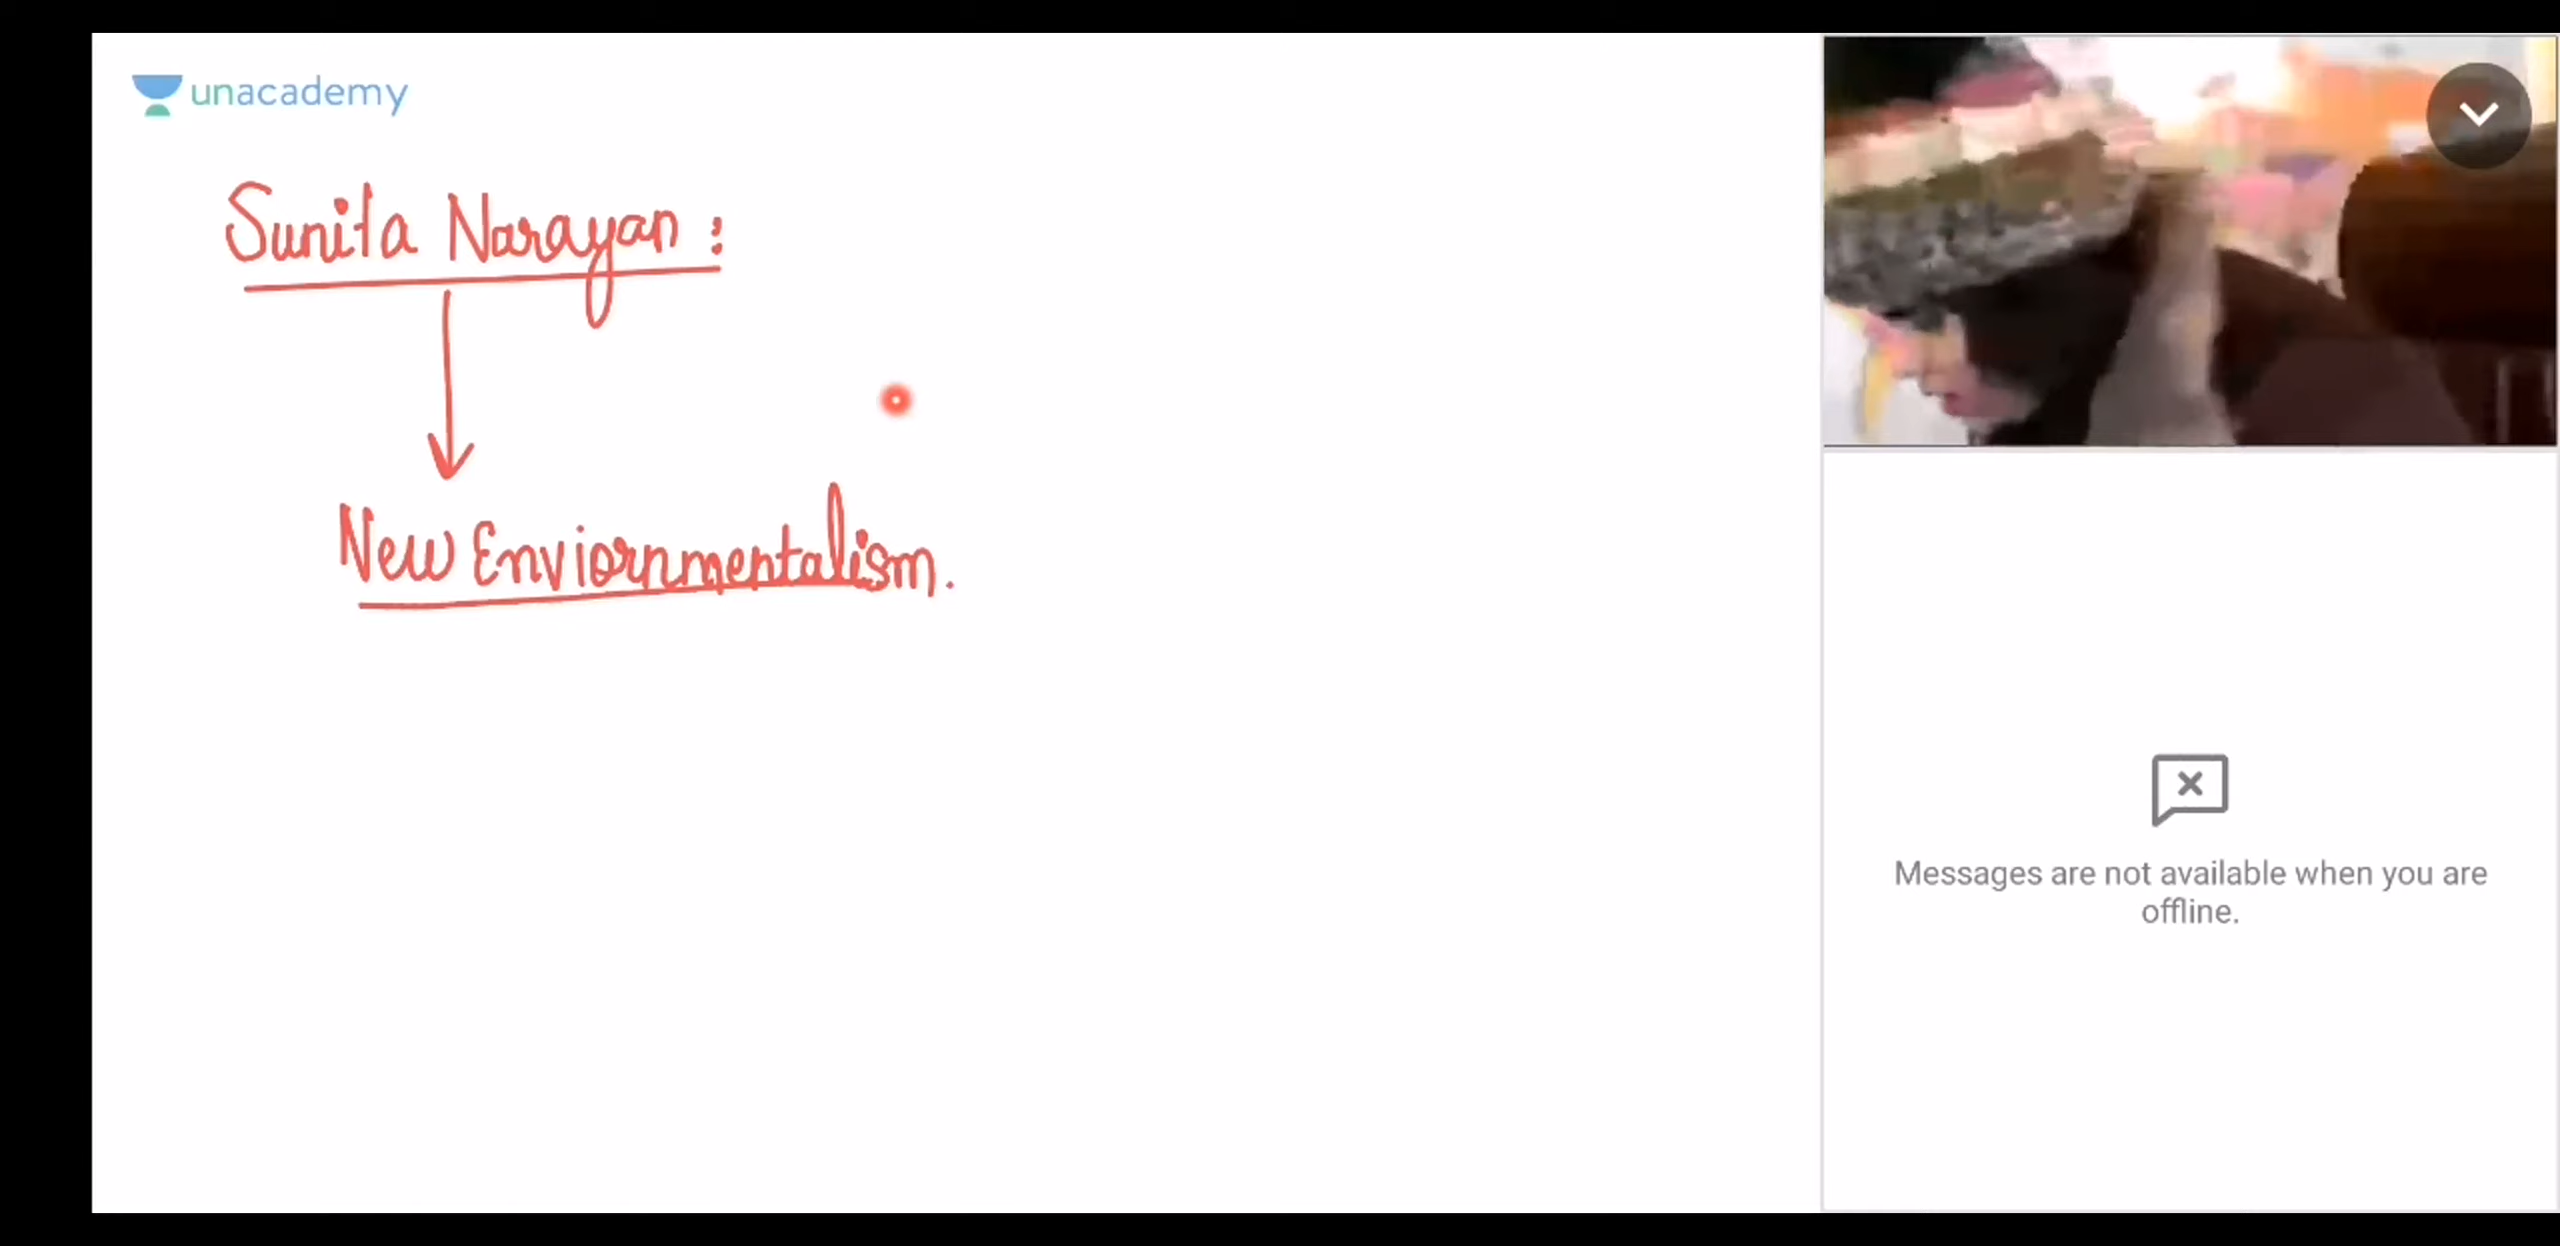 unacademy
Sunita Narayan :
New Enviornmentalism.
Messages are not available when you are
offline.